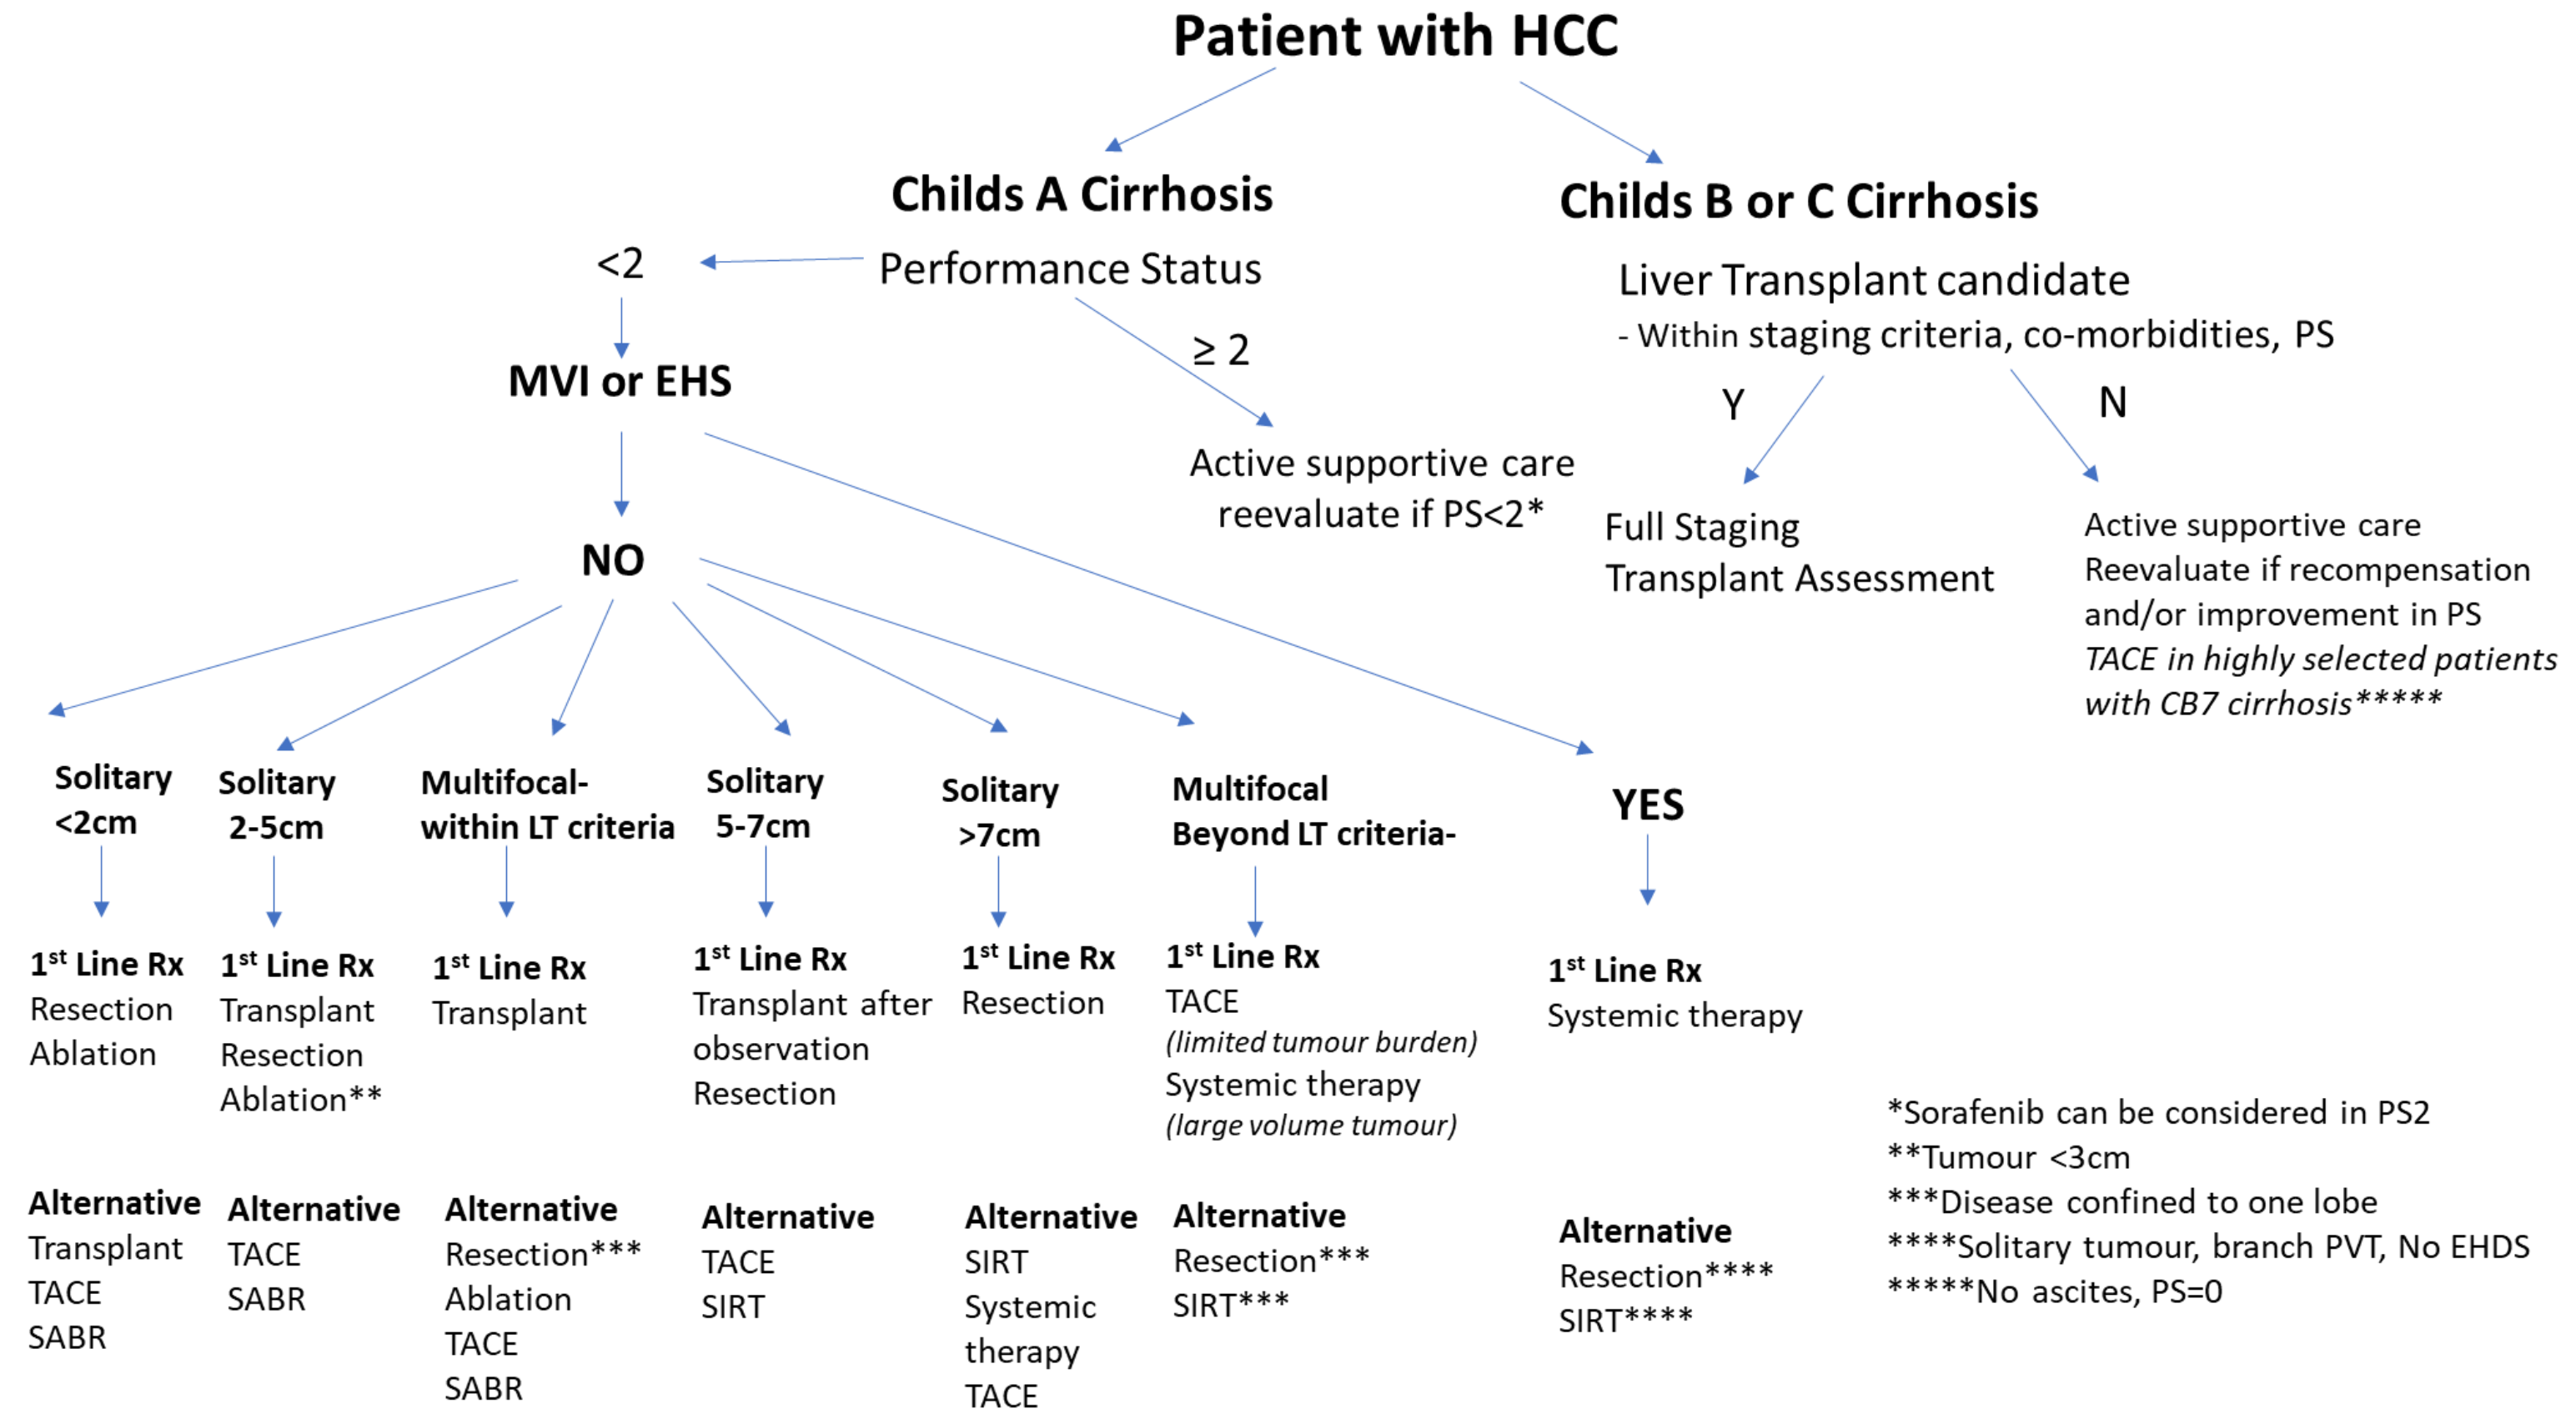 Patient with HCC
Childs A Cirrhosis
Performance Status
<2
≥ 2
MVI or EHS
Active supportive care
reevaluate if PS<2*
NO
Childs B or C Cirrhosis
Liver Transplant candidate
- Within staging criteria, co-morbidities, PS
Y
N
Full Staging
Transplant Assessment
Active supportive care
Reevaluate if recompensation
and/or improvement in PS
TACE in highly selected patients
with CB7 cirrhosis*****
Solitary
<2cm
1st Line Rx
Resection
Ablation
Alternative
Transplant
TACE
SABR
Solitary
2-5cm
1st Line Rx
Transplant
Resection
Ablation**
Alternative
TACE
SABR
Multifocal-
within LT criteria
1st Line Rx
Transplant
Alternative
Resection***
Ablation
TACE
SABR
Solitary
5-7cm
1st Line Rx
Transplant after
observation
Resection
Alternative
TACE
SIRT
Solitary
>7cm
1st Line Rx
Resection
Alternative
SIRT
Systemic
therapy
TACE
Multifocal
Beyond LT criteria-
1st Line Rx
TACE
(limited tumour burden)
Systemic therapy
(large volume tumour)
Alternative
Resection***
SIRT***
YES
1st Line Rx
Systemic therapy
Alternative
Resection****
SIRT****
*Sorafenib can be considered in PS2
**Tumour <3cm
***Disease confined to one lobe
****Solitary tumour, branch PVT, No EHDS
*****No ascites, PS=0